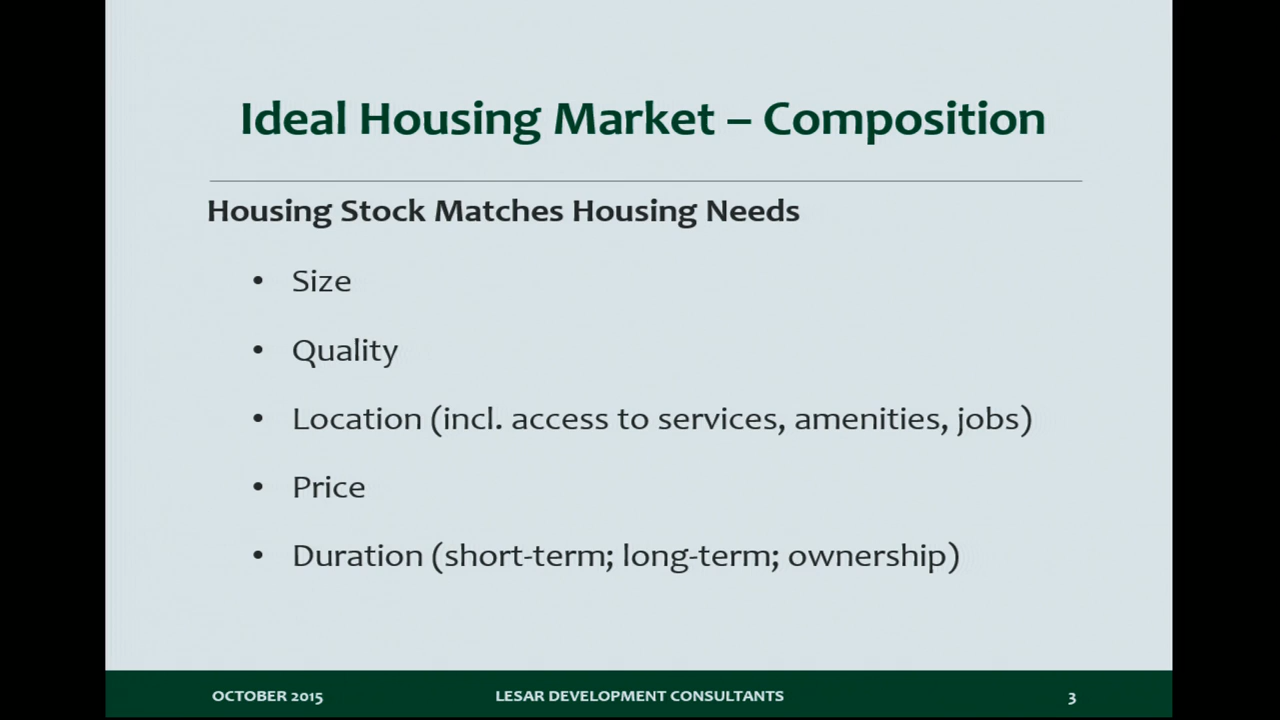 Ideal Housing Market – Composition
Housing Stock Matches Housing Needs
• Size
• Quality
• Location (incl. access to services, amenities, jobs)
• Price
• Duration (short-term; long-term; ownership)
OCTOBER 2015 LESAR DEVELOPMENT CONSULTANTS 3